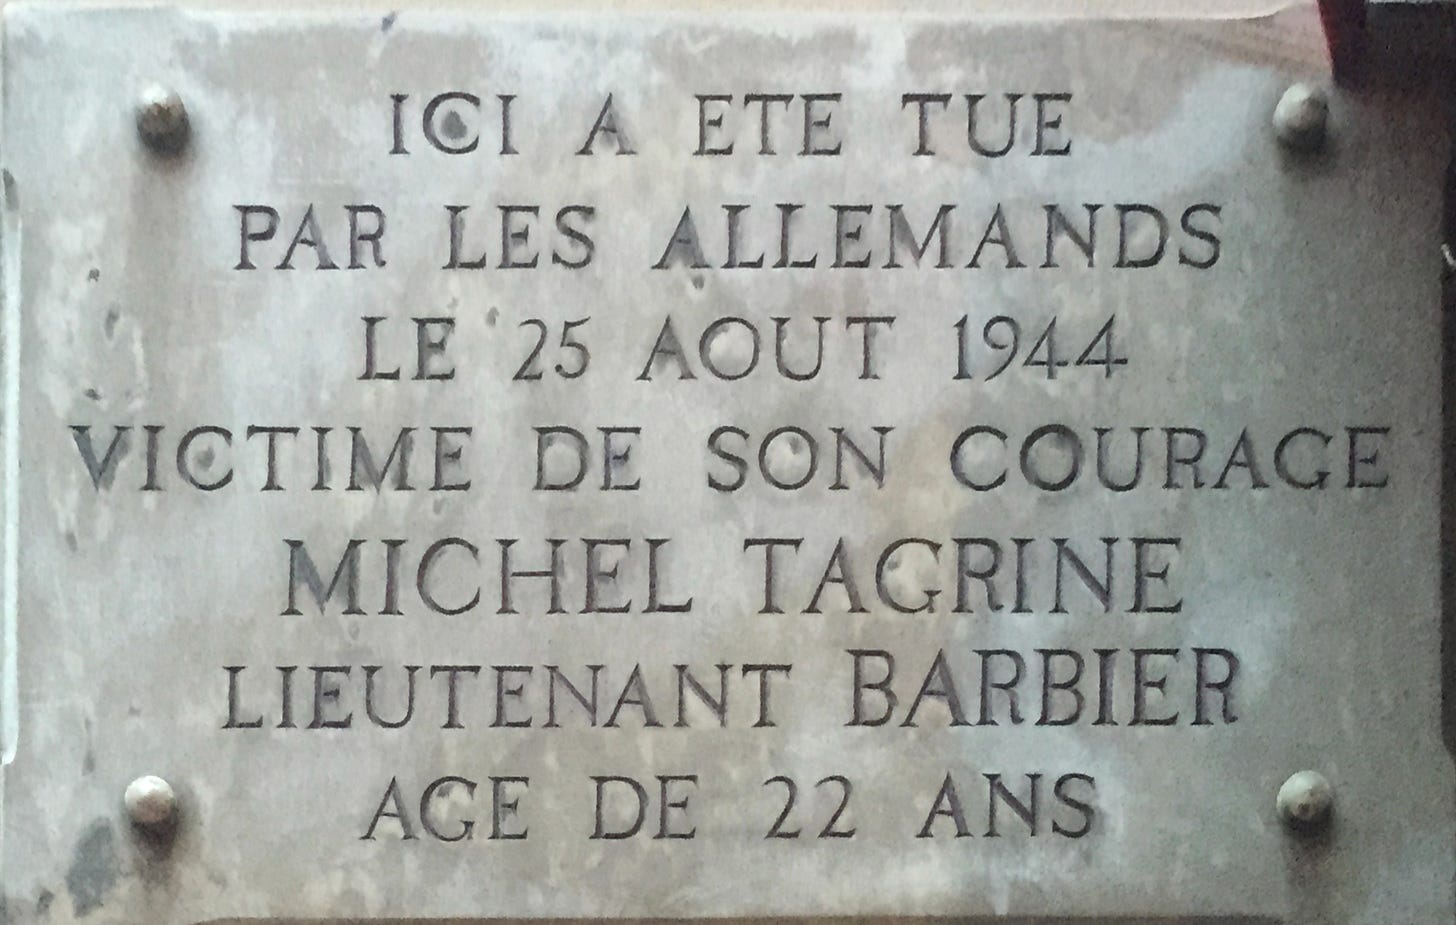 ICI A ETE TUE
PAR LES ALLEMANDS
LE 25 AOUT 1944
VICTIME DE SON COURAGE
MICHEL TAGRINE
LIEUTENANT BARBIER
AGE DE 22 ANS